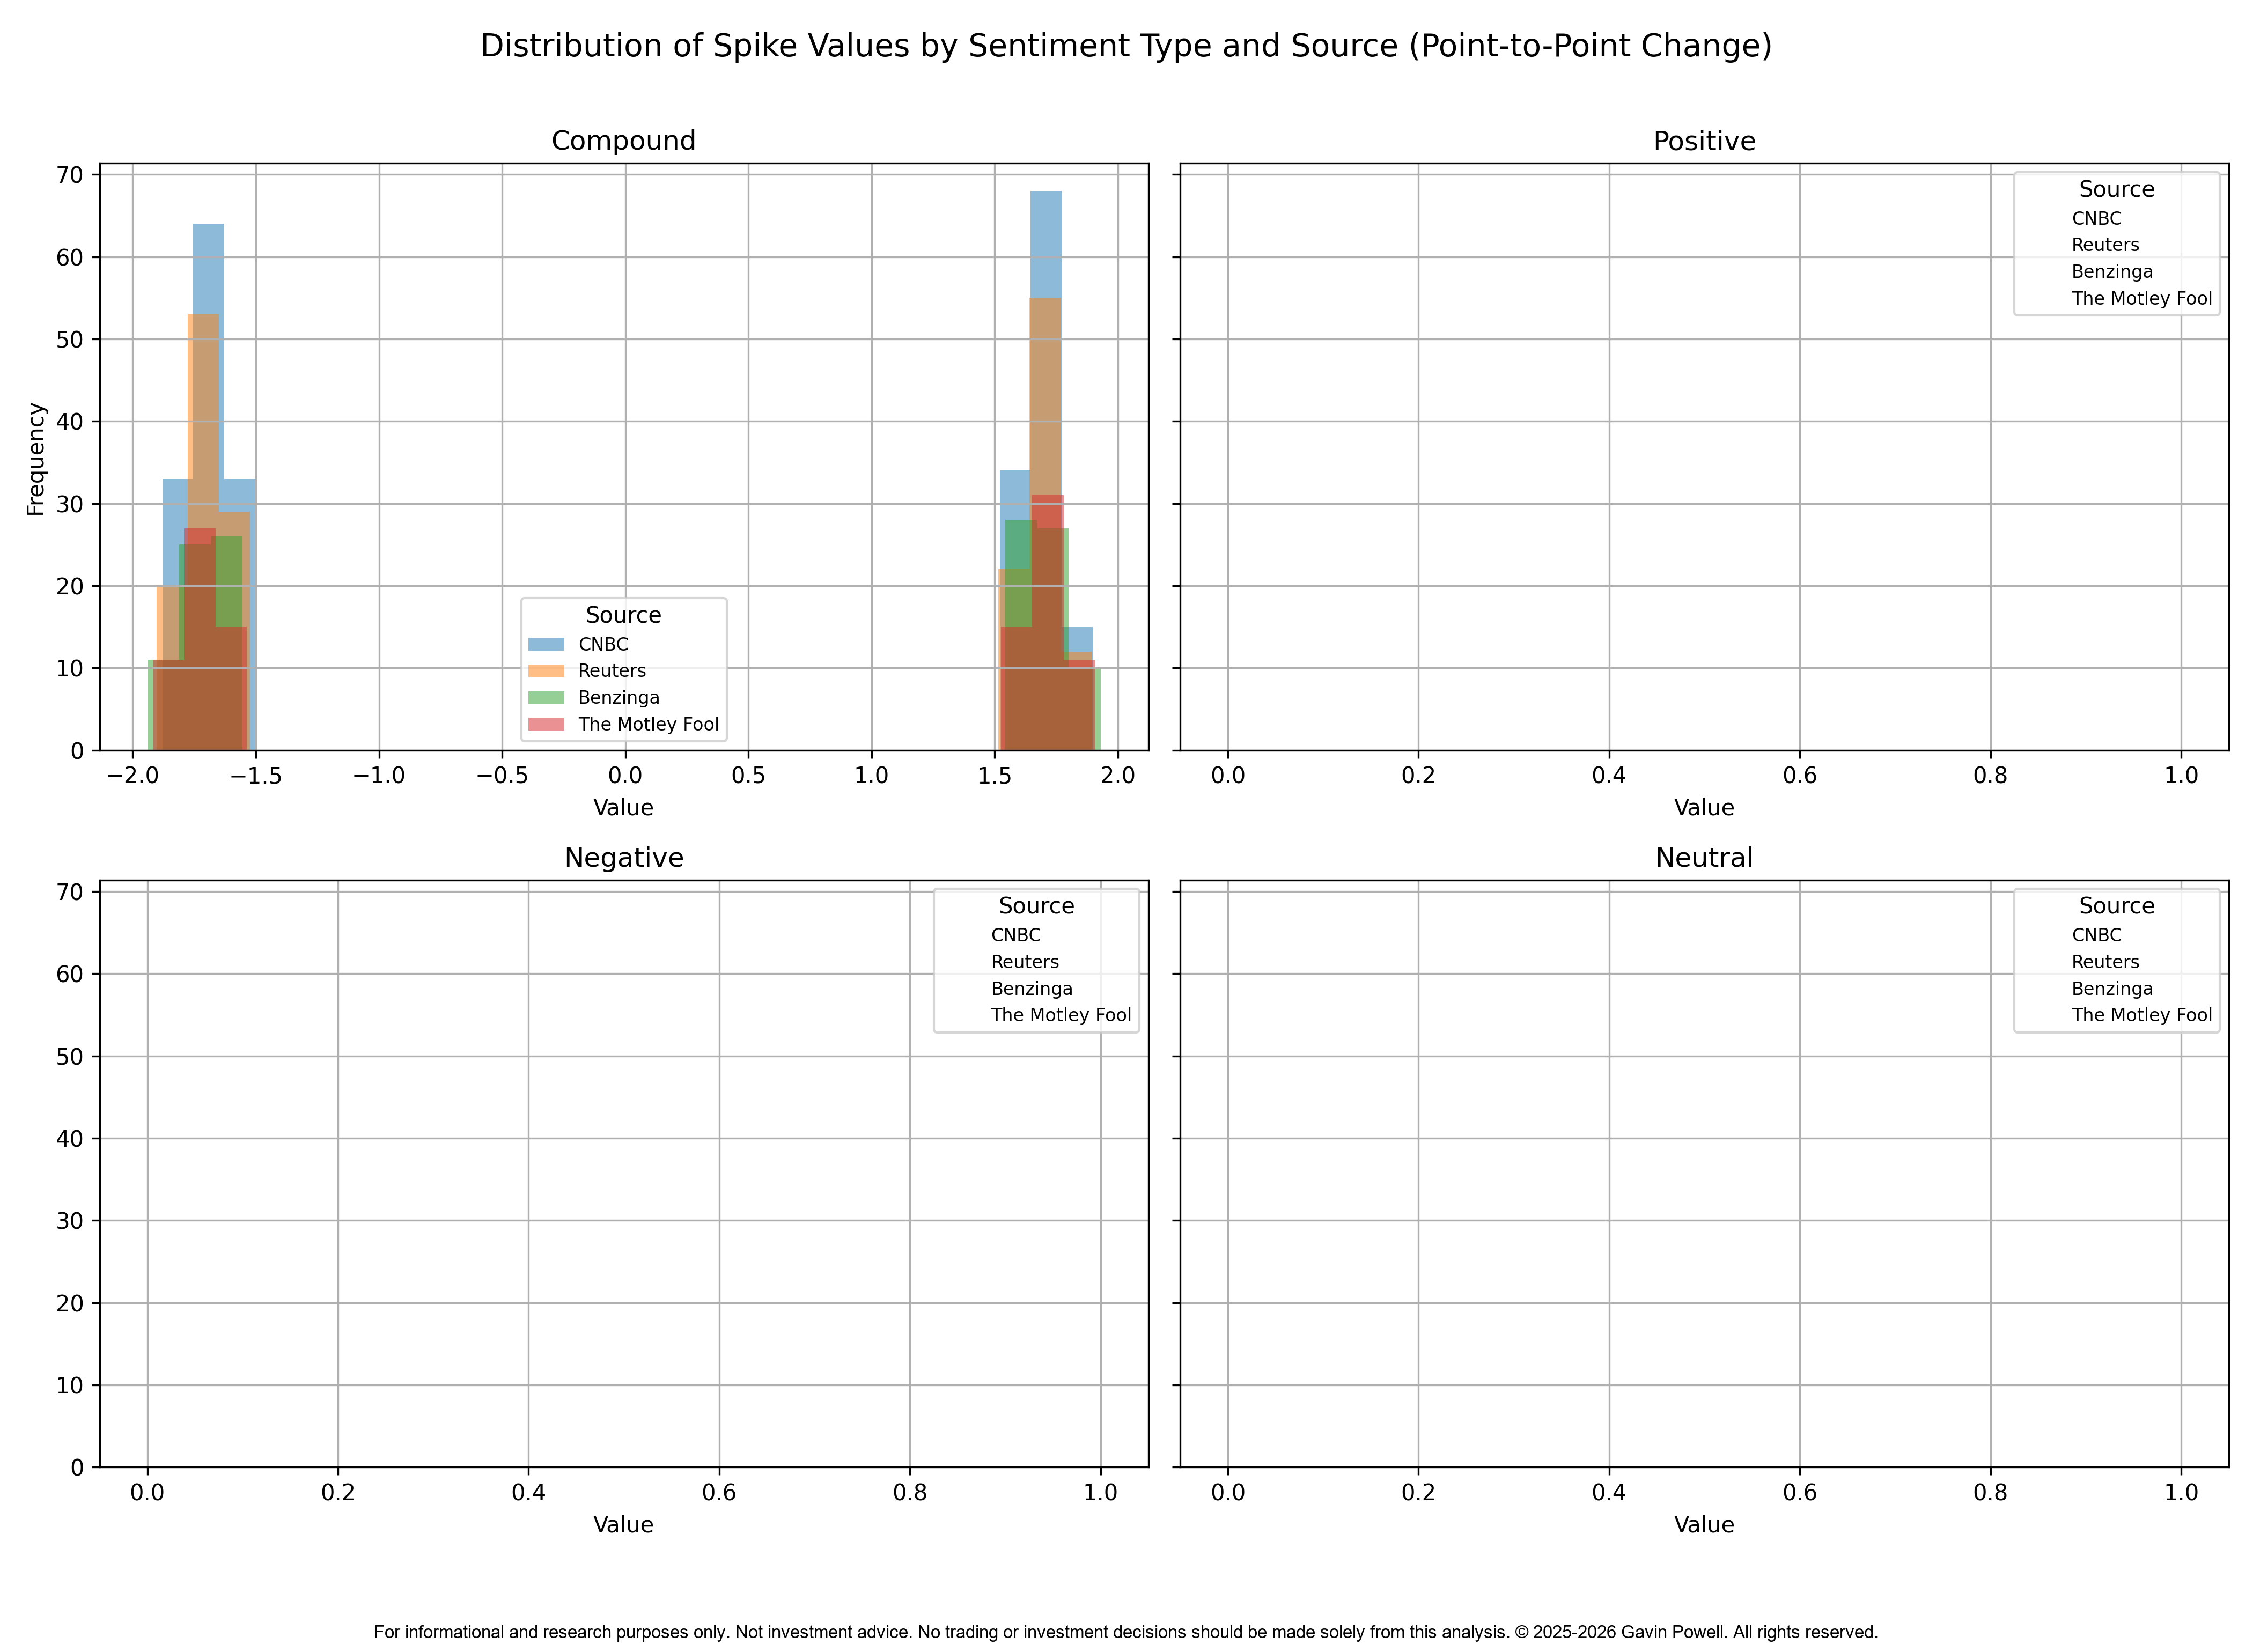 Distribution of Spike Values by Sentiment Type and Source (Point-to-Point Change)
Compound
70
60
50
40
30
20
10
0
Frequency
−2.0 −1.5 −1.0 −0.5 0.0 0.5 1.0 1.5 2.0
Value
Source
CNBC
Reuters
Benzinga
The Motley Fool
Positive
Source
CNBC
Reuters
Benzinga
The Motley Fool
0.0 0.2 0.4 0.6 0.8 1.0
Value
Negative
70
60
50
40
30
20
10
0
Source
CNBC
Reuters
Benzinga
The Motley Fool
0.0 0.2 0.4 0.6 0.8 1.0
Value
Neutral
Source
CNBC
Reuters
Benzinga
The Motley Fool
0.0 0.2 0.4 0.6 0.8 1.0
Value
For informational and research purposes only. Not investment advice. No trading or investment decisions should be made solely from this analysis. © 2025-2026 Gavin Powell. All rights reserved.